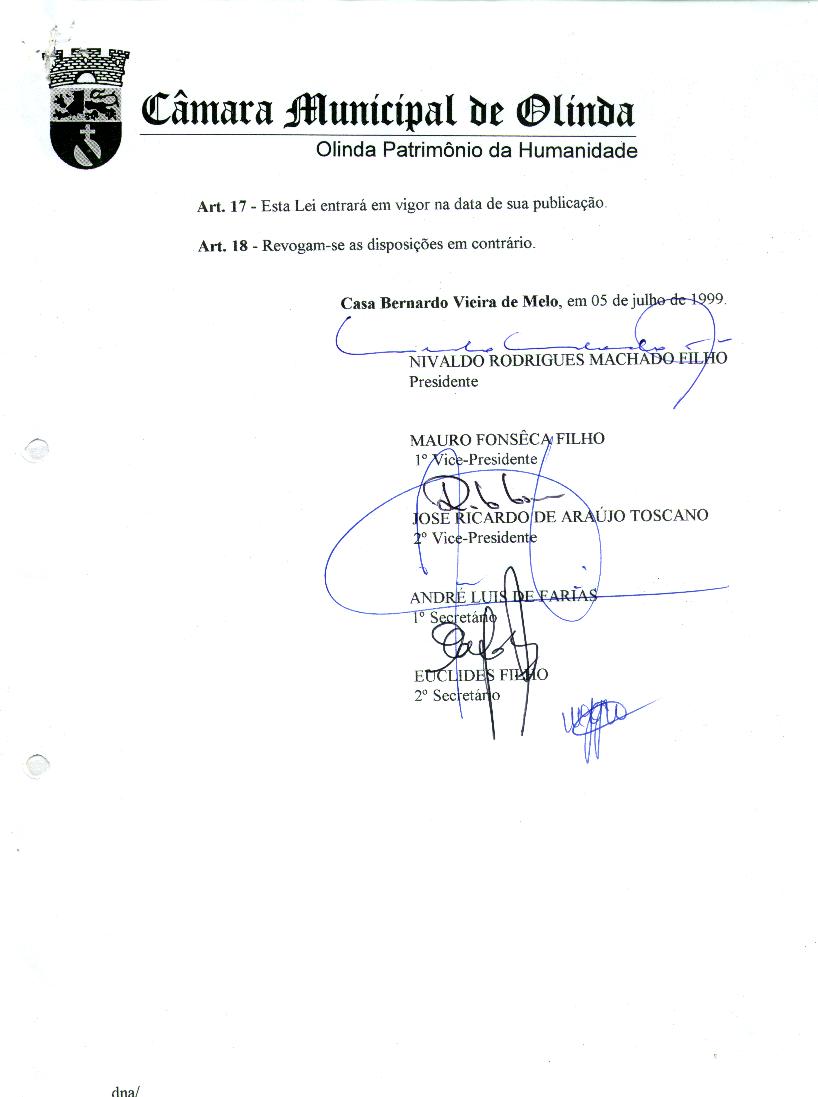 Câmara Municipal de Olinda
Olinda Patrimônio da Humanidade
Art. 17 - Esta Lei entrará em vigor na data de sua publicação.
Art. 18 - Revogam-se as disposições em contrário.
Casa Bernardo Vieira de Melo, em 05 de julho de 1999.
NIVALDO RODRIGUES MACHADO FILHO
Presidente
MAURO FONSÊCA FILHO
1º Vice-Presidente
JOSÉ RICARDO DE ARAÚJO TOSCANO
2º Vice-Presidente
ANDRÉ LUIS DE FARIAS
1º Secretário
EUCLIDES FILHO
2º Secretário
dna/